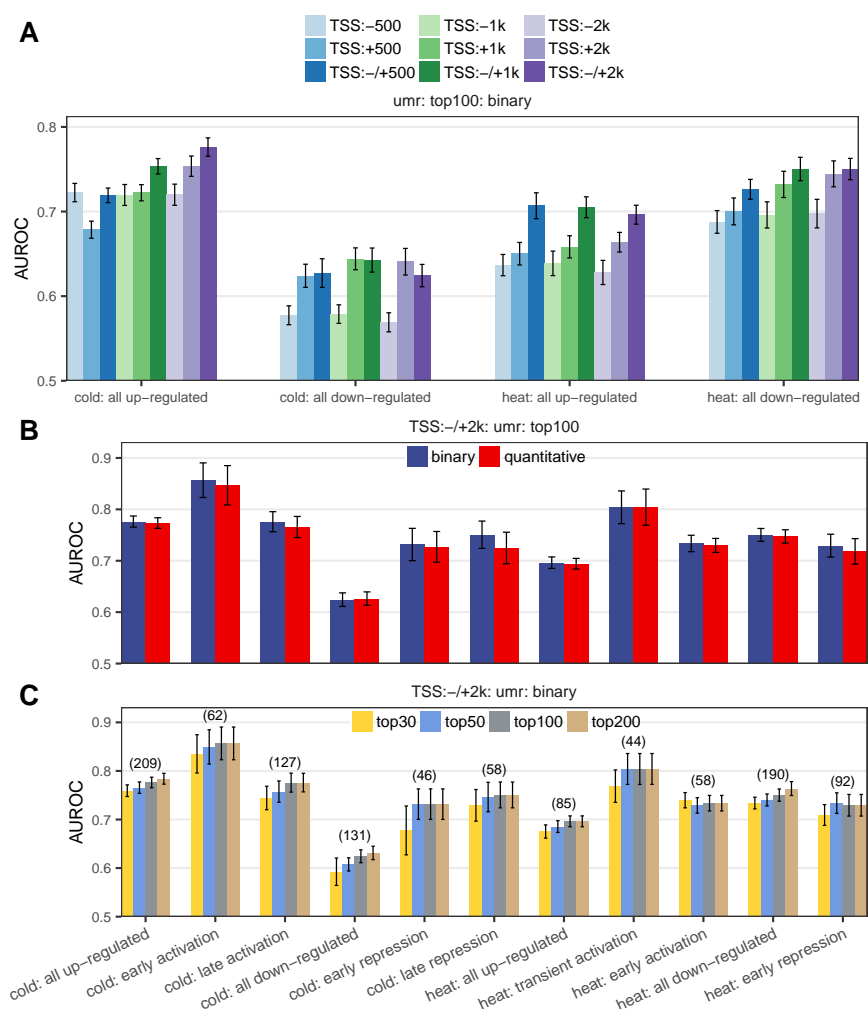 A
TSS:−500 TSS:−1k TSS:−2k
TSS:+500 TSS:+1k TSS:+2k
TSS:−/+500 TSS:−/+1k TSS:−/+2k
umr: top100: binary
AUROC
0.8
0.7
0.6
0.5
cold: all up−regulated cold: all down−regulated heat: all up−regulated heat: all down−regulated
B
TSS:−/+2k: umr: top100
binary quantitative
AUROC
0.9
0.8
0.7
0.6
0.5
C
TSS:−/+2k: umr: binary
top30 top50 top100 top200
AUROC
0.9
0.8
0.7
0.6
0.5
(209) (62) (127) (131) (46) (58) (85) (44) (58) (190) (92)
cold: all up−regulated
cold: early activation
cold: late activation
cold: all down−regulated
cold: early repression
cold: late repression
heat: all up−regulated
heat: transient activation
heat: early activation
heat: all down−regulated
heat: early repression